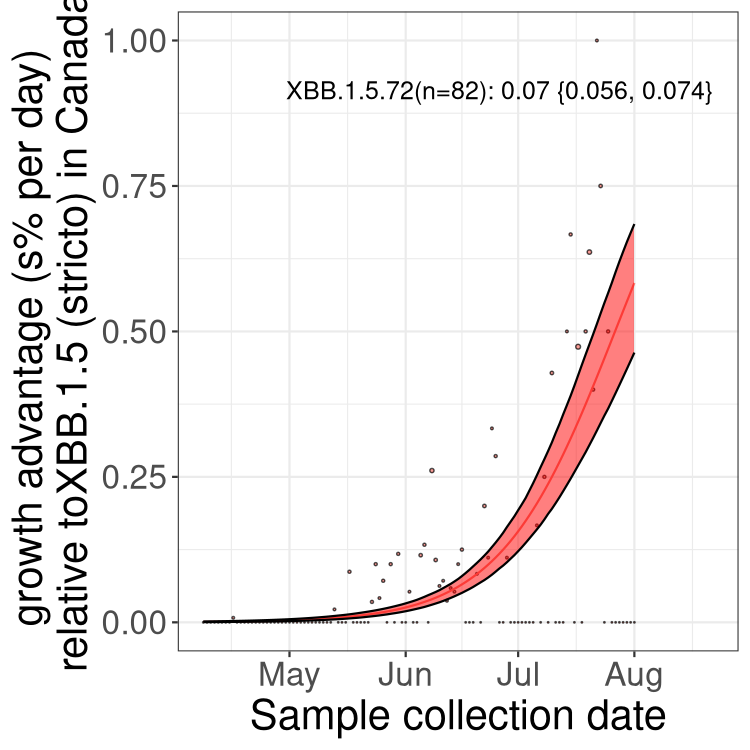 growth advantage (s% per day)
relative toXBB.1.5 (stricto) in Canada
1.00
0.75
0.50
0.25
0.00
XBB.1.5.72(n=82): 0.07 {0.056, 0.074}
May Jun Jul Aug
Sample collection date